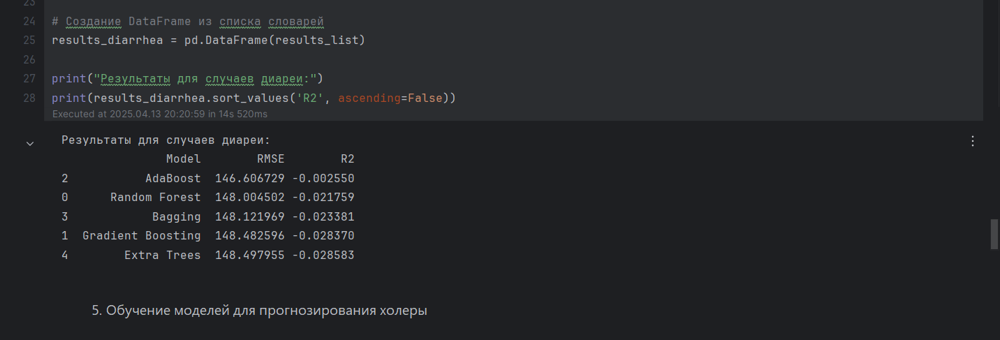 23
24 # Создание DataFrame из списка словарей
25 results_diarrhea = pd.DataFrame(results_list)
26
27 print("Результаты для случаев диареи:")
28 print(results_diarrhea.sort_values('R2', ascending=False))
Executed at 2025.04.13 20:20:59 in 14s 520ms
Результаты для случаев диареи:
Model RMSE R2
2 AdaBoost 146.606729 -0.002550
0 Random Forest 148.004502 -0.021759
3 Bagging 148.121969 -0.023381
1 Gradient Boosting 148.482596 -0.028370
4 Extra Trees 148.497955 -0.028583
5. Обучение моделей для прогнозирования холеры